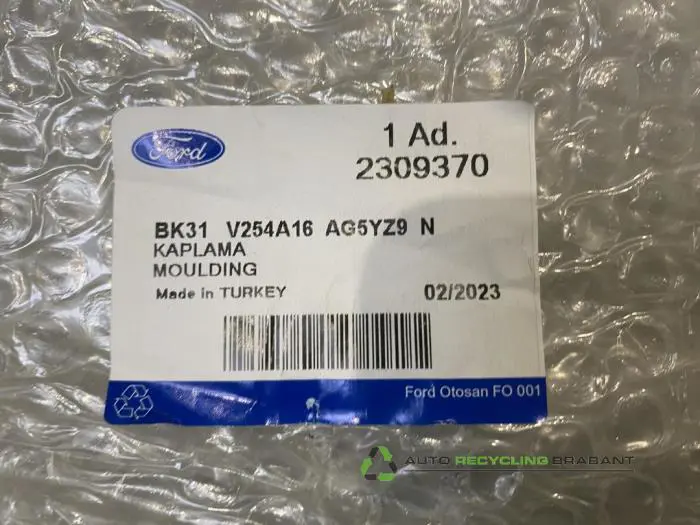 Ford
1 Ad.
2309370
BK31 V254A16 AG5YZ9 N
KAPLAMA
MOULDING
Made in TURKEY
02/2023
Ford Otosan FO 001
AUTO RECYCLING BRABANT